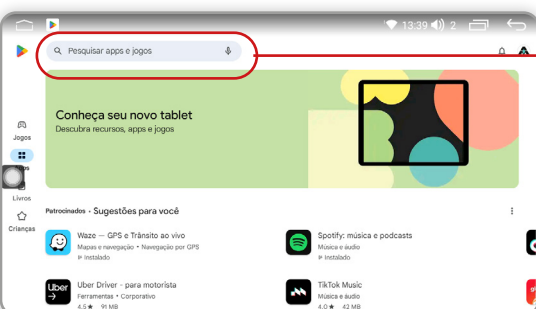 13:39 2
Pesquisar apps e jogos
Conheça seu novo tablet
Descubra recursos, apps e jogos
Jogos
Livros
Crianças
Patrocinados • Sugestões para você
Waze — GPS e Trânsito ao vivo
Mapas e navegação • Navegação por GPS
Instalado
Spotify: música e podcasts
Música e áudio
Instalado
Uber
Uber Driver - para motorista
Ferramentas • Corporativo
4,5★ 91 MB
TikTok Music
Música e áudio
4,0★ 42 MB